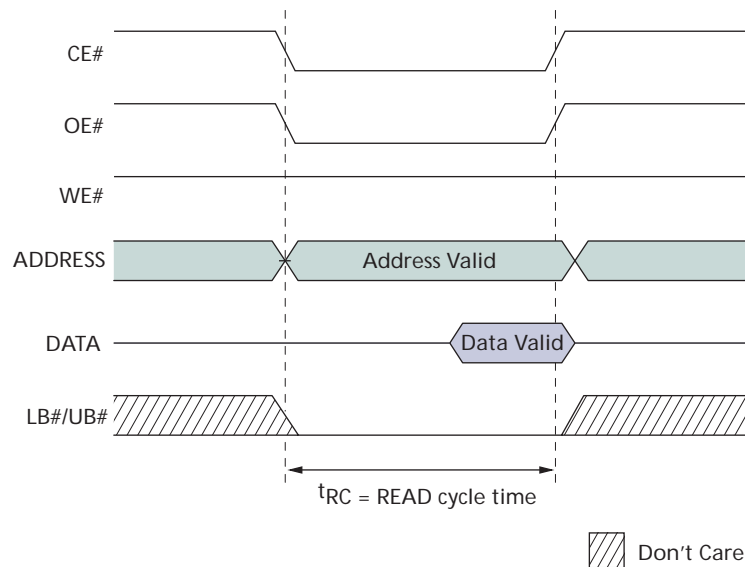 CE#
OE#
WE#
ADDRESS
Address Valid
DATA
Data Valid
LB#/UB#
tRC = READ cycle time
Don't Care